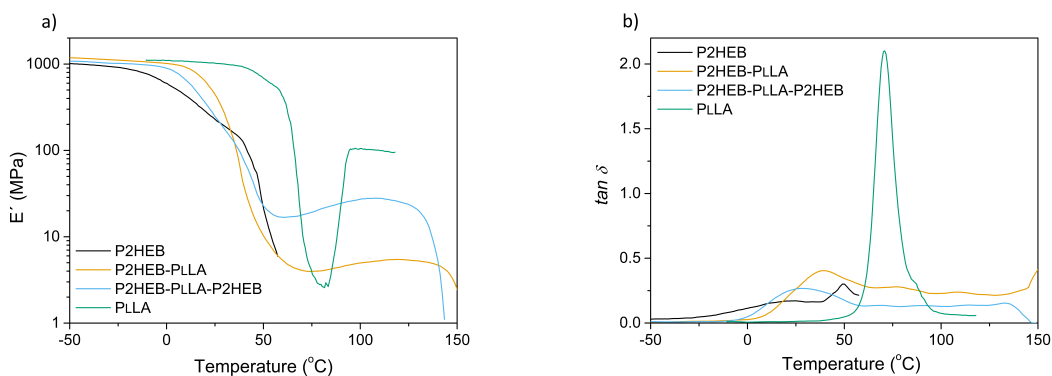 a)
1000
100
10
1
E´ (MPa)
P2HEB
P2HEB-PLLA
P2HEB-PLLA-P2HEB
PLLA
-50 0 50 100 150
Temperature (°C)
b)
2.0
1.5
1.0
0.5
0.0
tan δ
P2HEB
P2HEB-PLLA
P2HEB-PLLA-P2HEB
PLLA
-50 0 50 100 150
Temperature (°C)